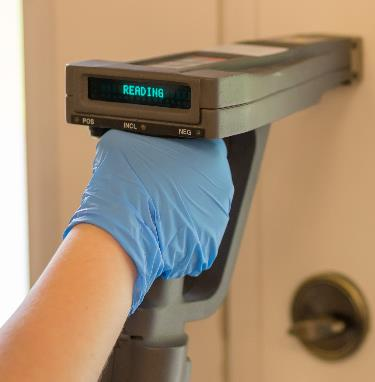 READING
POS INCL NEG